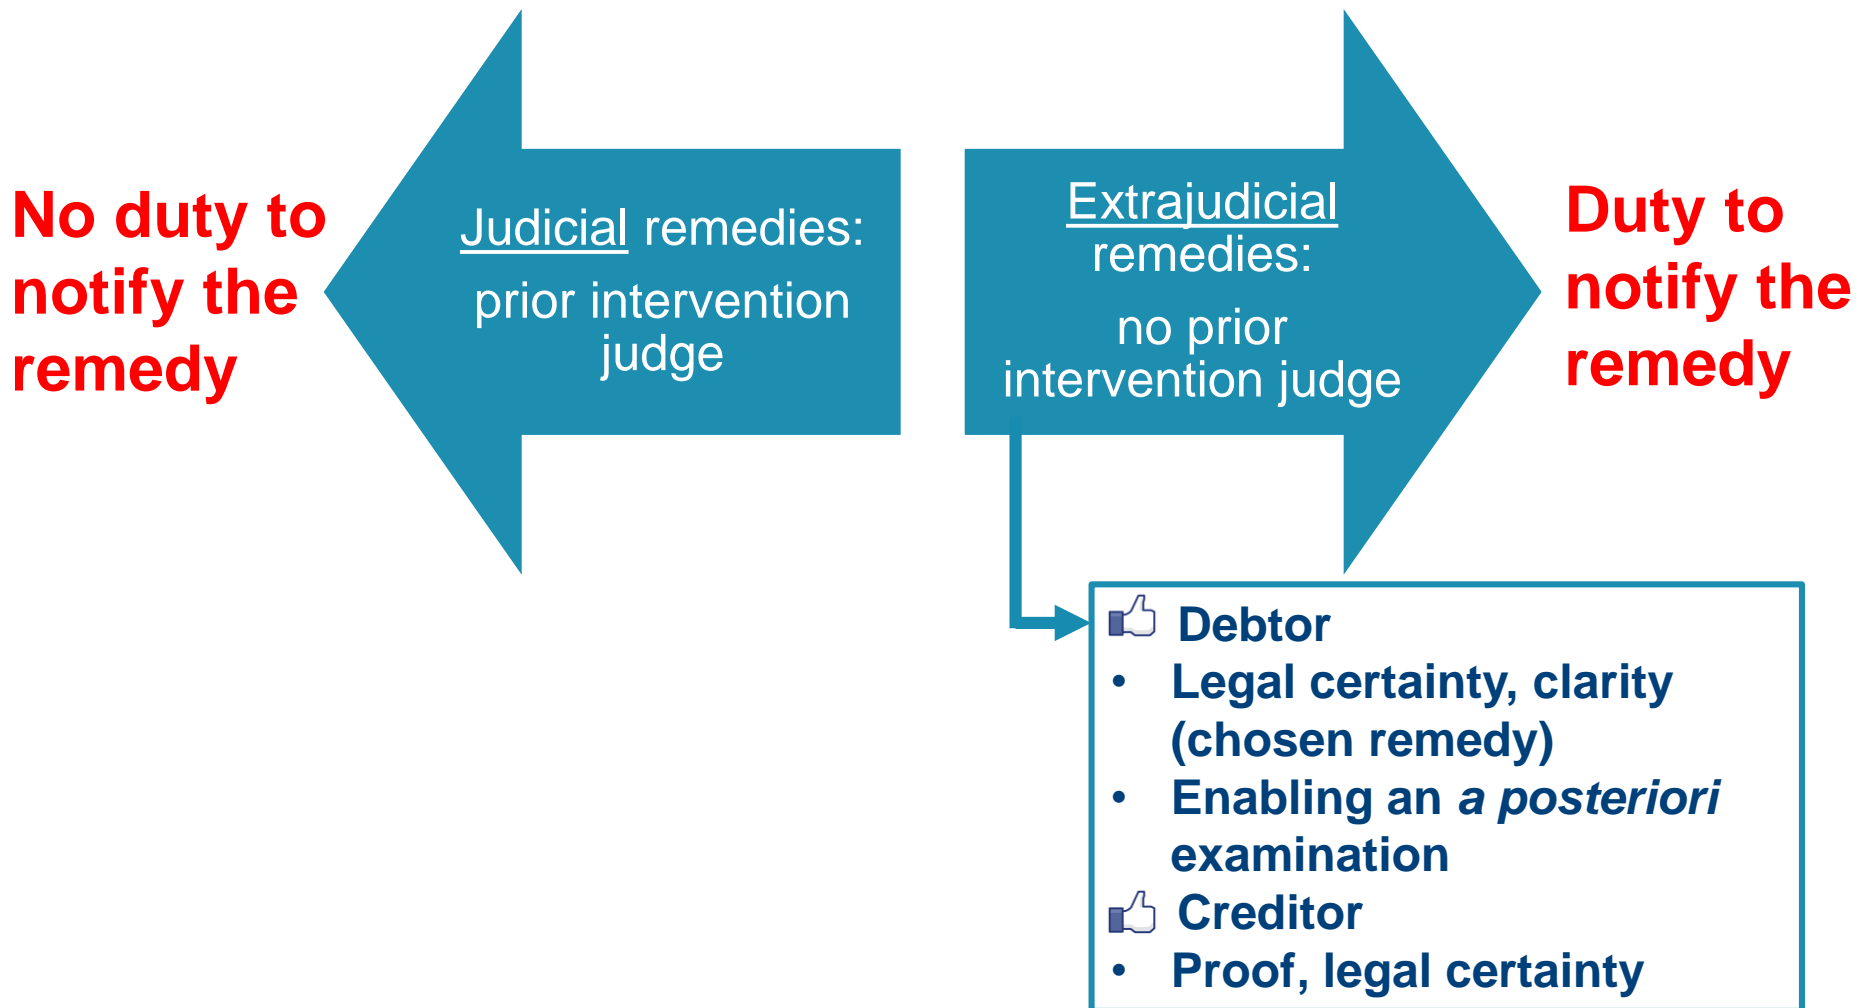 No duty to
notify the
remedy
Judicial remedies:
prior intervention
judge
Extrajudicial
remedies:
no prior
intervention judge
Duty to
notify the
remedy
Debtor
• Legal certainty, clarity
(chosen remedy)
• Enabling an a posteriori
examination
Creditor
• Proof, legal certainty